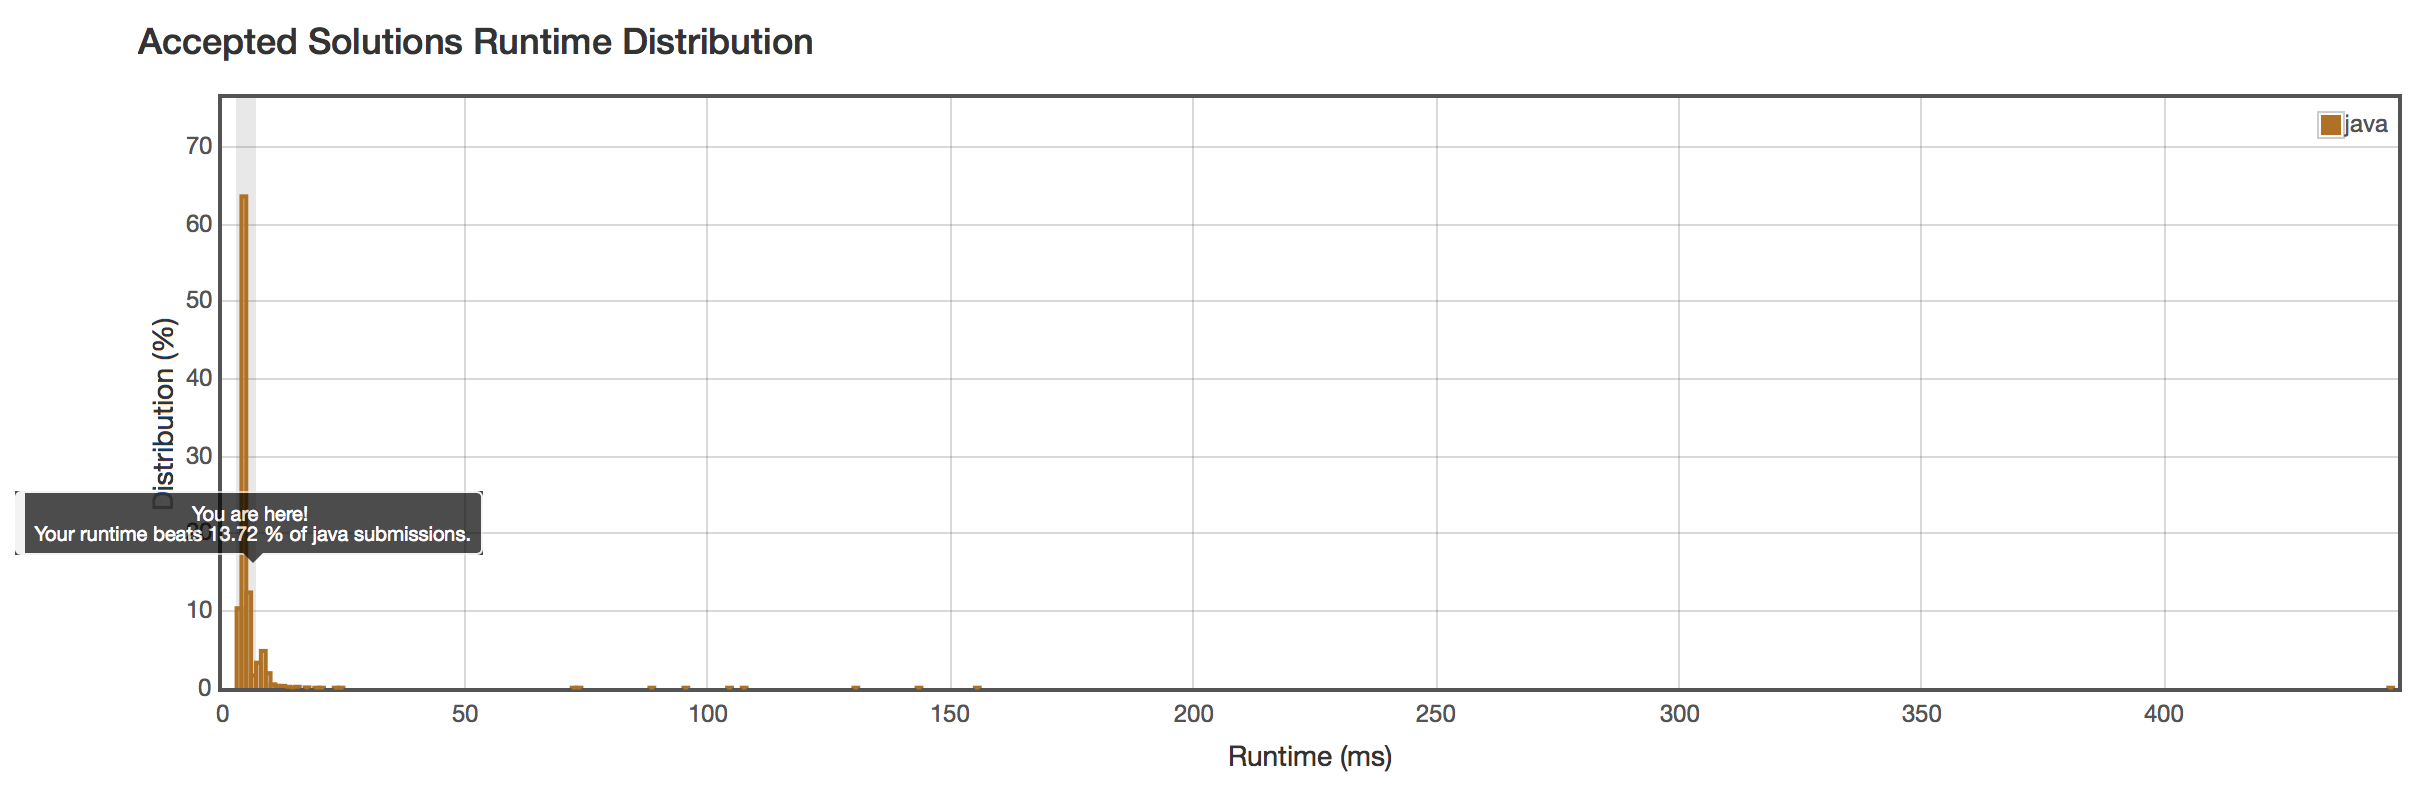 Accepted Solutions Runtime Distribution
java
Distribution (%)
70
60
50
40
30
20
10
0
You are here!
Your runtime beats 13.72 % of java submissions.
0 50 100 150 200 250 300 350 400
Runtime (ms)